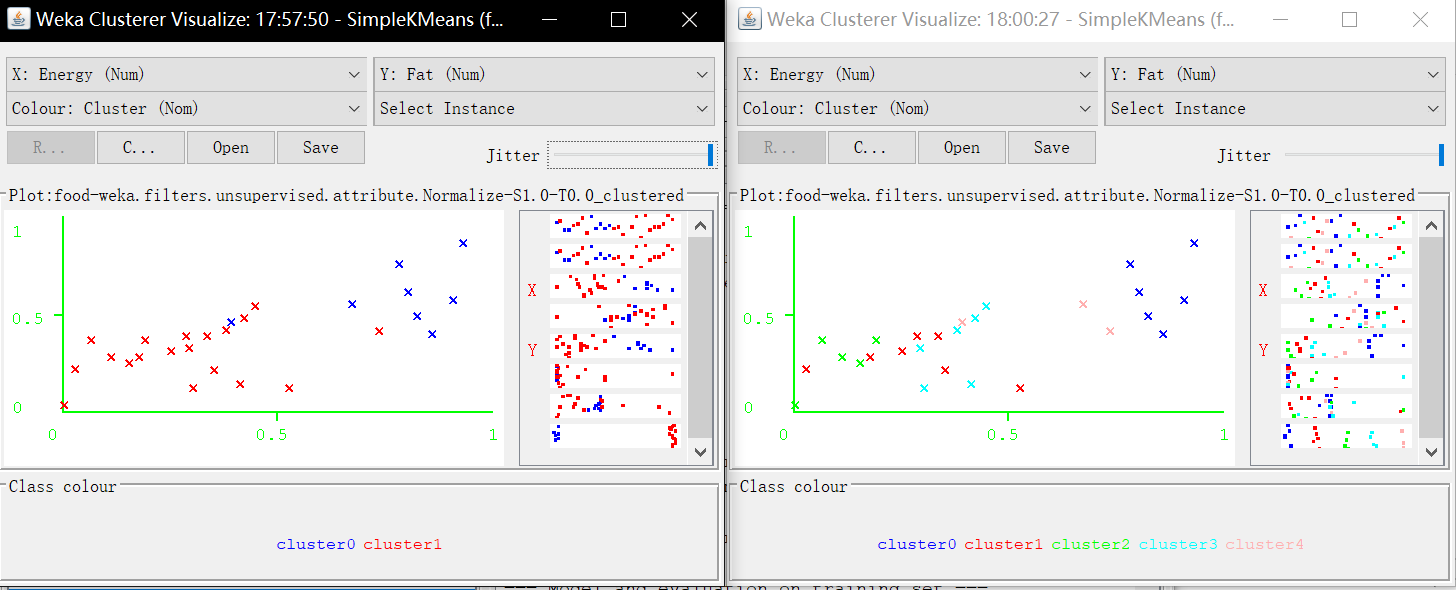 Weka Clusterer Visualize: 17:57:50 - SimpleKMeans (f...
X: Energy (Num)
Y: Fat (Num)
Colour: Cluster (Nom)
Select Instance
R...
C...
Open
Save
Jitter
Plot:food-weka.filters.unsupervised.attribute.Normalize-S1.0-T0.0_clustered
1
0.5
0
0
0.5
1
X
Y
Class colour
cluster0 cluster1
Weka Clusterer Visualize: 18:00:27 - SimpleKMeans (f...
X: Energy (Num)
Y: Fat (Num)
Colour: Cluster (Nom)
Select Instance
R...
C...
Open
Save
Jitter
Plot:food-weka.filters.unsupervised.attribute.Normalize-S1.0-T0.0_clustered
1
0.5
0
0
0.5
1
X
Y
Class colour
cluster0 cluster1 cluster2 cluster3 cluster4
=== Model and evaluation on training set ===